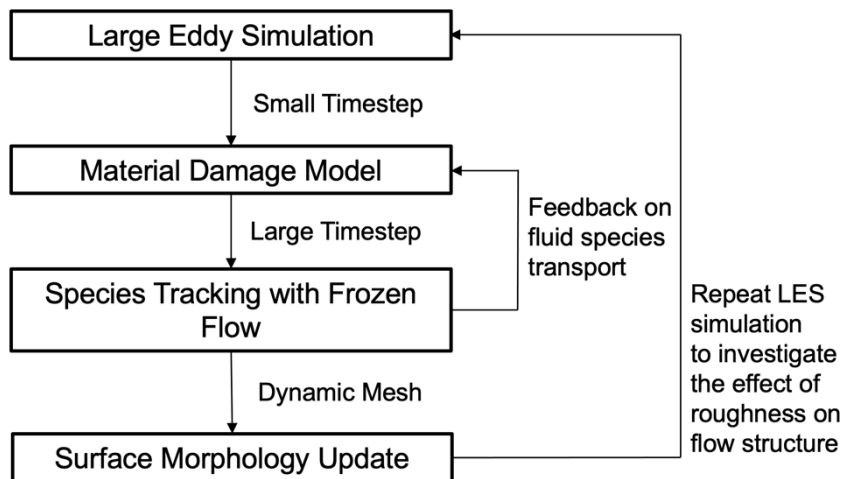 Large Eddy Simulation
Small Timestep
Material Damage Model
Large Timestep
Feedback on
fluid species
transport
Species Tracking with Frozen
Flow
Repeat LES
simulation
to investigate
the effect of
roughness on
flow structure
Dynamic Mesh
Surface Morphology Update